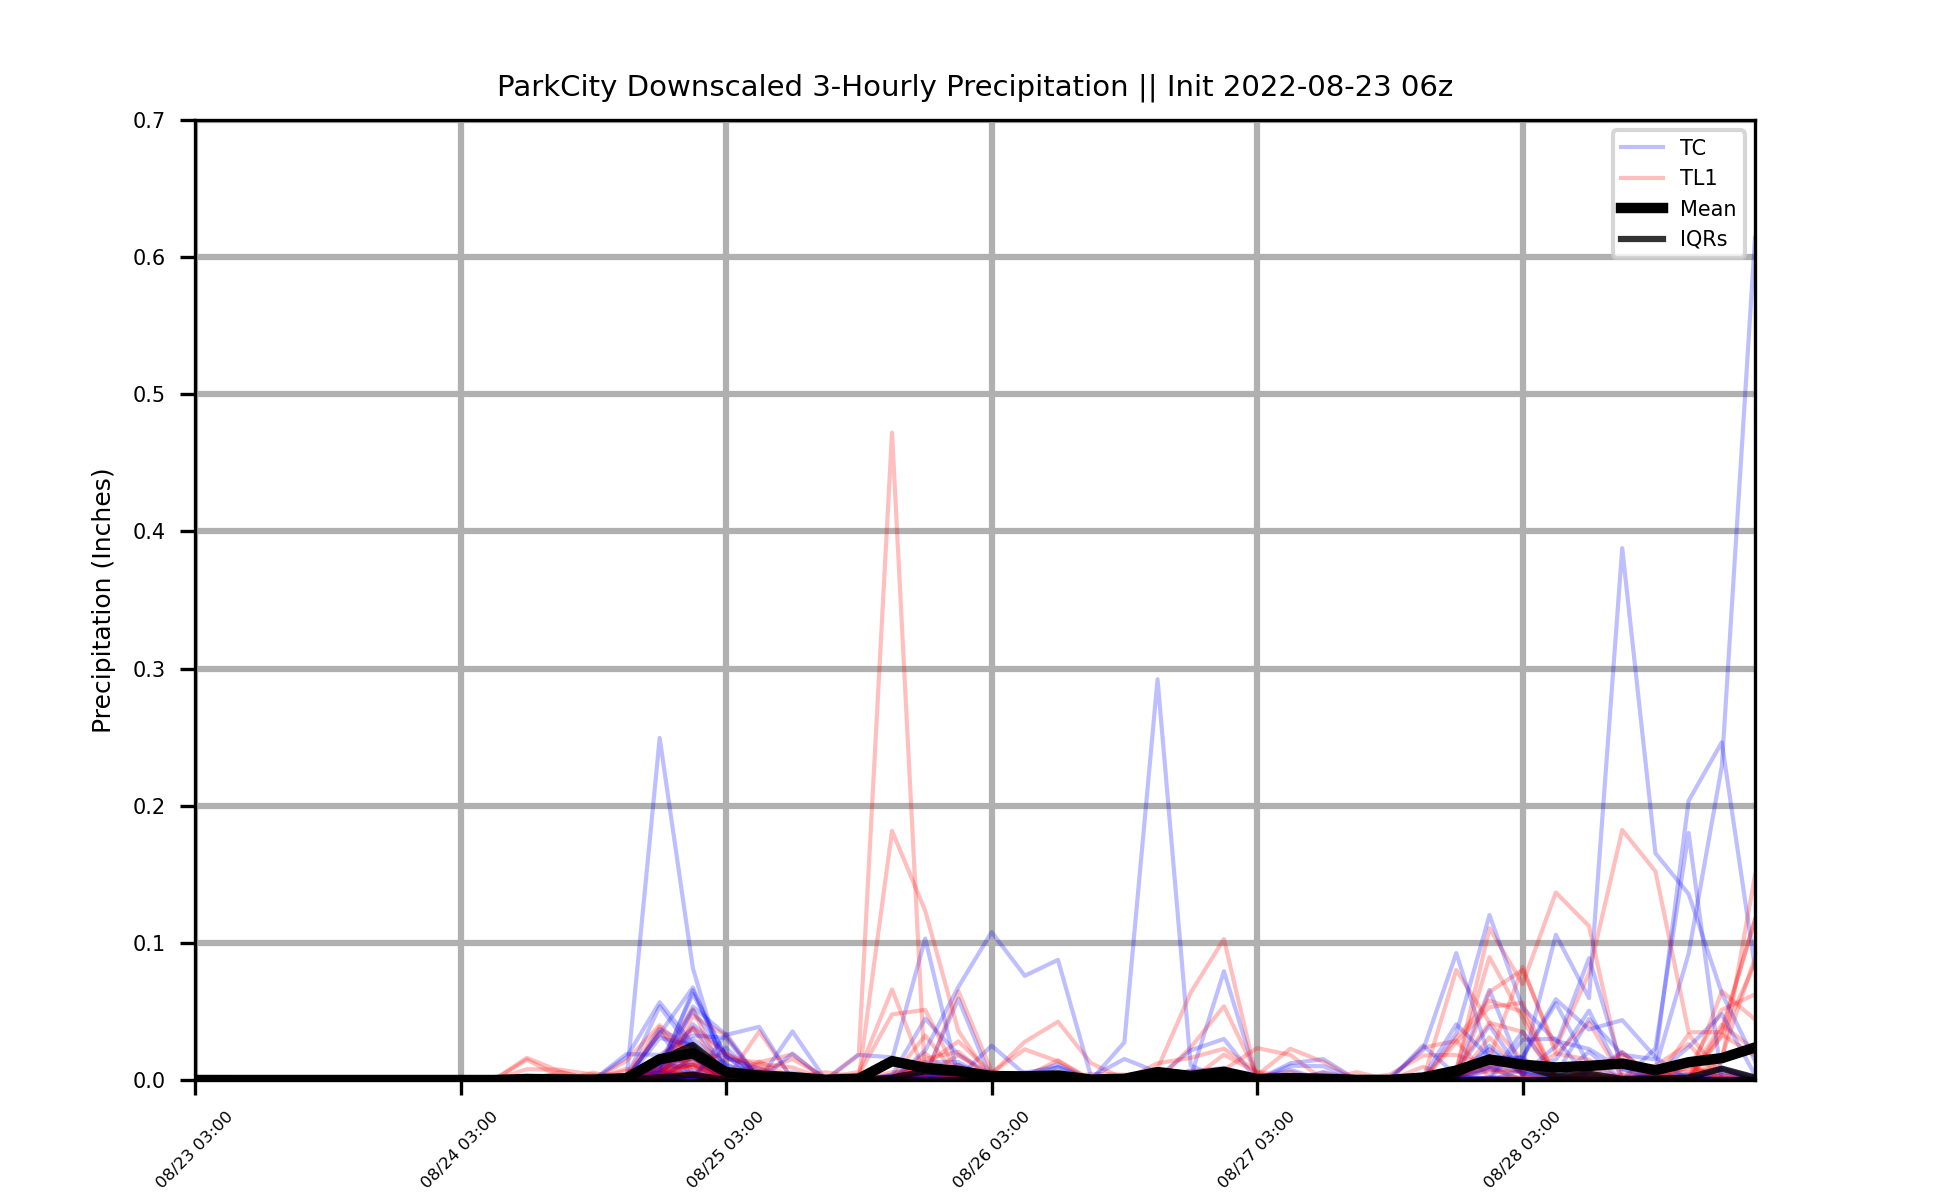 ParkCity Downscaled 3-Hourly Precipitation || Init 2022-08-23 06z
TC
TL1
Mean
IQRs
Precipitation (Inches)
0.7
0.6
0.5
0.4
0.3
0.2
0.1
0.0
08/23 03:00
08/24 03:00
08/25 03:00
08/26 03:00
08/27 03:00
08/28 03:00